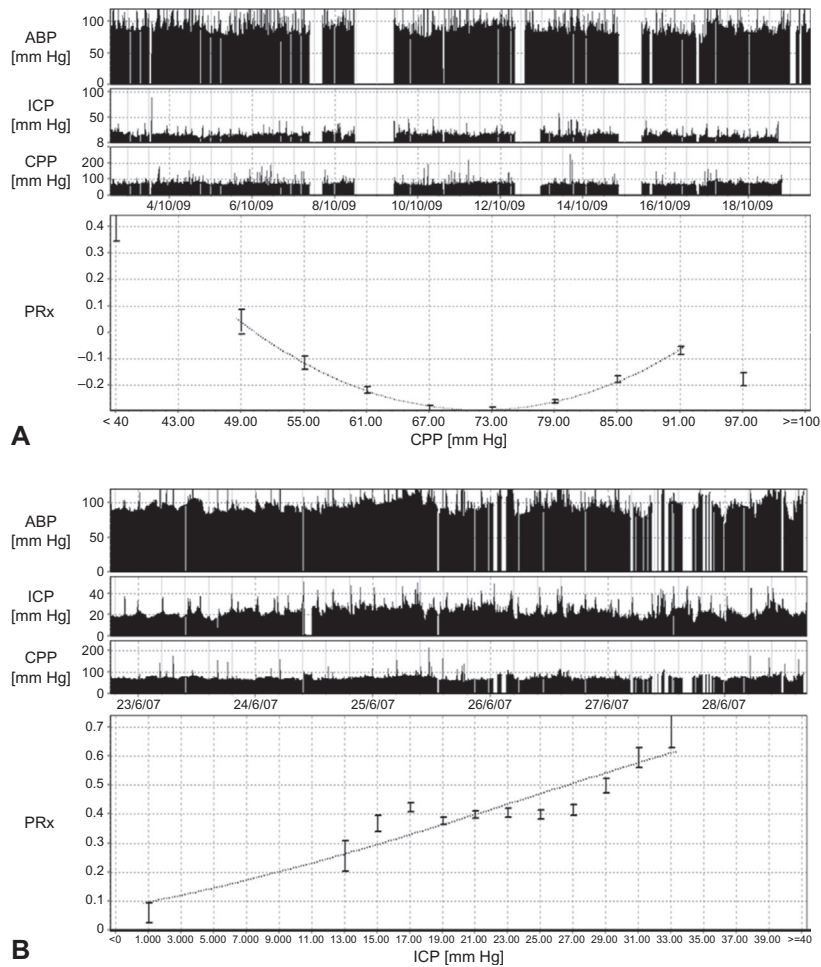 ABP
[mm Hg]
100
50
0
ICP
[mm Hg]
100
50
8
CPP
[mm Hg]
200
100
0
4/10/09 6/10/09 8/10/09 10/10/09 12/10/09 14/10/09 16/10/09 18/10/09
PRx
0.4
0.3
0.2
0.1
0
–0.1
–0.2
< 40 43.00 49.00 55.00 61.00 67.00 73.00 79.00 85.00 91.00 97.00 >=100
CPP [mm Hg]
A
ABP
[mm Hg]
100
50
0
ICP
[mm Hg]
40
20
0
CPP
[mm Hg]
200
100
0
23/6/07 24/6/07 25/6/07 26/6/07 27/6/07 28/6/07
PRx
0.7
0.6
0.5
0.4
0.3
0.2
0.1
0
<0 1.000 3.000 5.000 7.000 9.000 11.00 13.00 15.00 17.00 19.00 21.00 23.00 25.00 27.00 29.00 31.00 33.00 35.00 37.00 39.00 >=40
ICP [mm Hg]
B